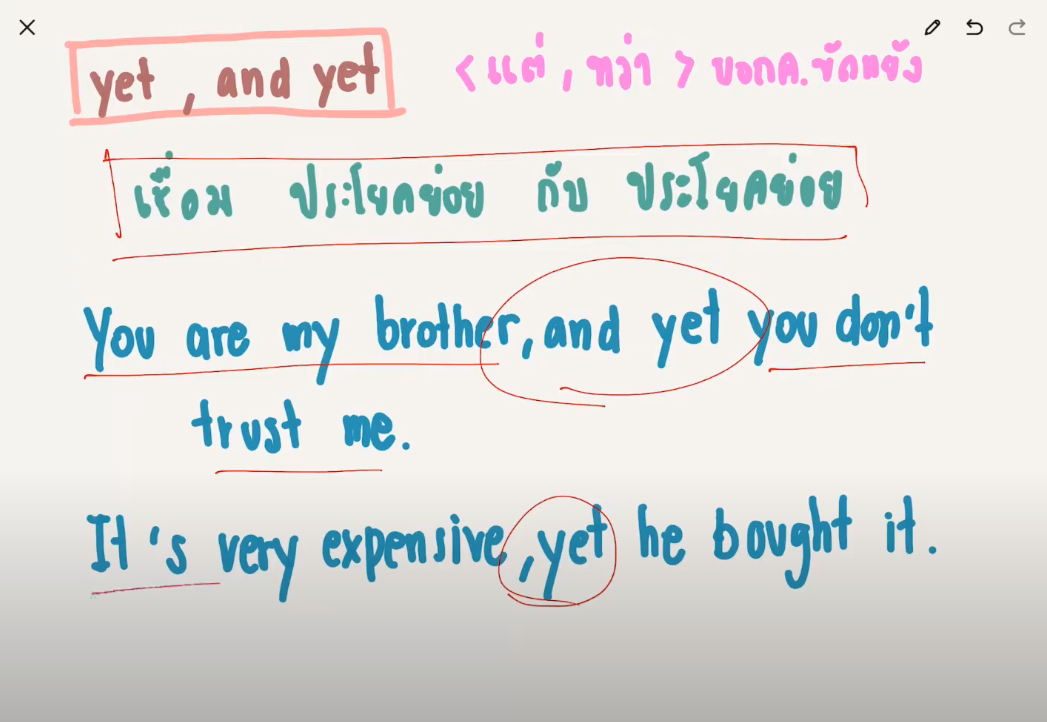 yet , and yet <แต่ , ทว่า > บอกค.ขัดแย้ง
เชื่อม ประโยคย่อย กับ ประโยคย่อย
You are my brother, and yet you don't
trust me.
It's very expensive, yet he bought it.